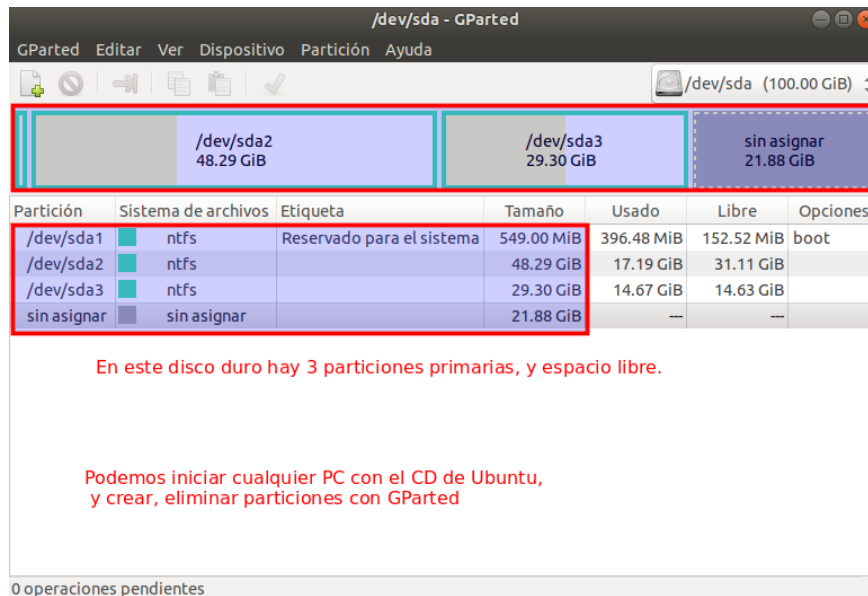 /dev/sda - GParted
GParted Editar Ver Dispositivo Partición Ayuda
/dev/sda (100.00 GiB)
/dev/sda2 /dev/sda3 sin asignar
48.29 GiB 29.30 GiB 21.88 GiB
Partición Sistema de archivos Etiqueta Tamaño Usado Libre Opciones
/dev/sda1 ntfs Reservado para el sistema 549.00 MiB 396.48 MiB 152.52 MiB boot
/dev/sda2 ntfs 48.29 GiB 17.19 GiB 31.11 GiB
/dev/sda3 ntfs 29.30 GiB 14.67 GiB 14.63 GiB
sin asignar sin asignar 21.88 GiB --- ---
En este disco duro hay 3 particiones primarias, y espacio libre.
Podemos iniciar cualquier PC con el CD de Ubuntu,
y crear, eliminar particiones con GParted
0 operaciones pendientes